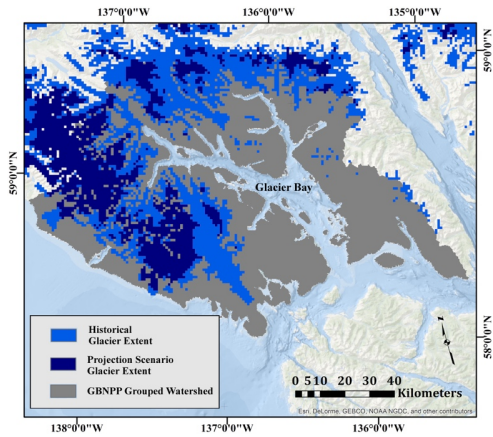 137°0'0"W 136°0'0"W 135°0'0"W
59°0'0"N
59°0'0"N
Glacier Bay
58°0'0"N
Historical
Glacier Extent
Projection Scenario
Glacier Extent
GBNPP Grouped Watershed
0 5 10 20 30 40
Kilometers
Esri, DeLorme, GEBCO, NOAA NGDC, and other contributors
138°0'0"W 137°0'0"W 136°0'0"W